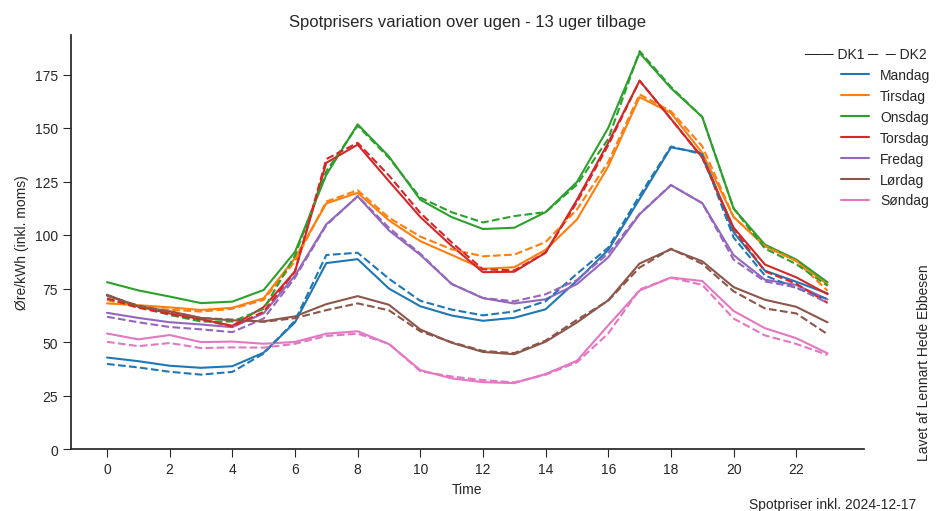 Spotprisers variation over ugen - 13 uger tilbage
DK1 DK2
Mandag
Tirsdag
Onsdag
Torsdag
Fredag
Lørdag
Søndag
Øre/kWh (inkl. moms)
175
150
125
100
75
50
25
0
0 2 4 6 8 10 12 14 16 18 20 22
Time
Lavet af Lennart Hede Ebbesen
Spotpriser inkl. 2024-12-17